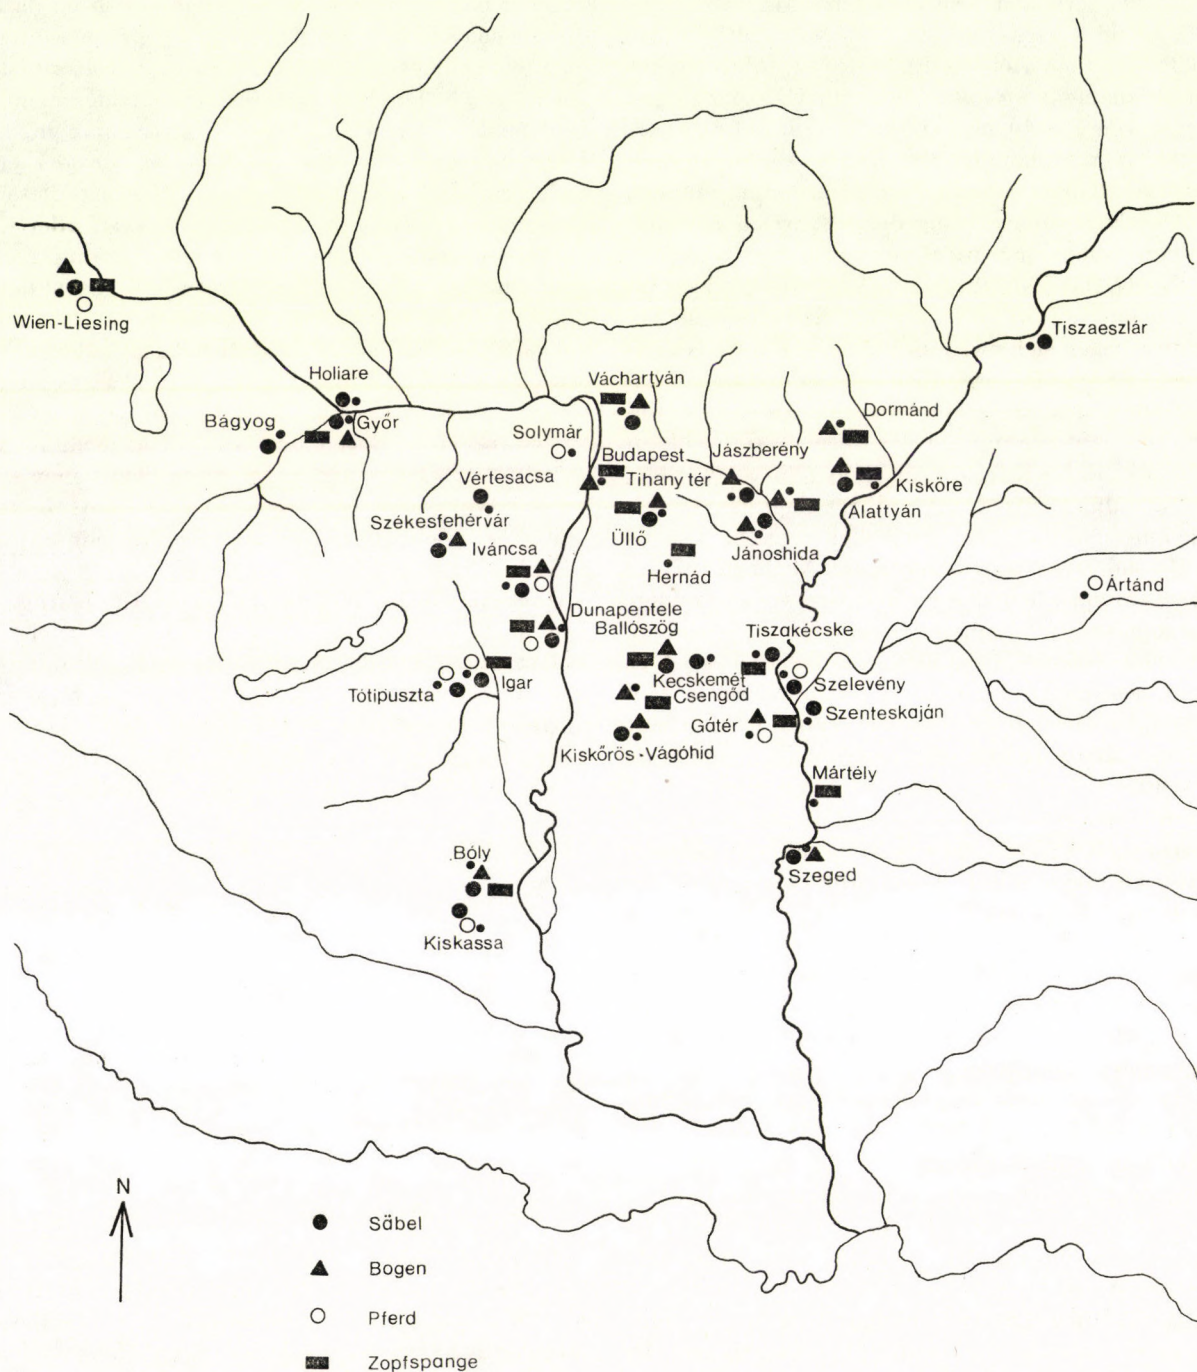 Wien-Liesing
Tiszaeszlár
Holiare
Váchartyán
Bágyog
Győr
Dormánd
Solymár
Budapest
Jászberény
Tihany tér
Vértesacsa
Kisköre
Alattyán
Székesfehérvár
Üllő
Iváncsa
Jánoshida
Hernád
Ártánd
Dunapentele
Ballószög
Tiszakécske
Kecskemét
Igar
Szelevény
Tótipuszta
Csengőd
Szenteskaján
Gátér
Kiskőrös-Vágóhid
Mártély
Bóly
Szeged
Kiskassa
N
Säbel
Bogen
Pferd
Zopfspange